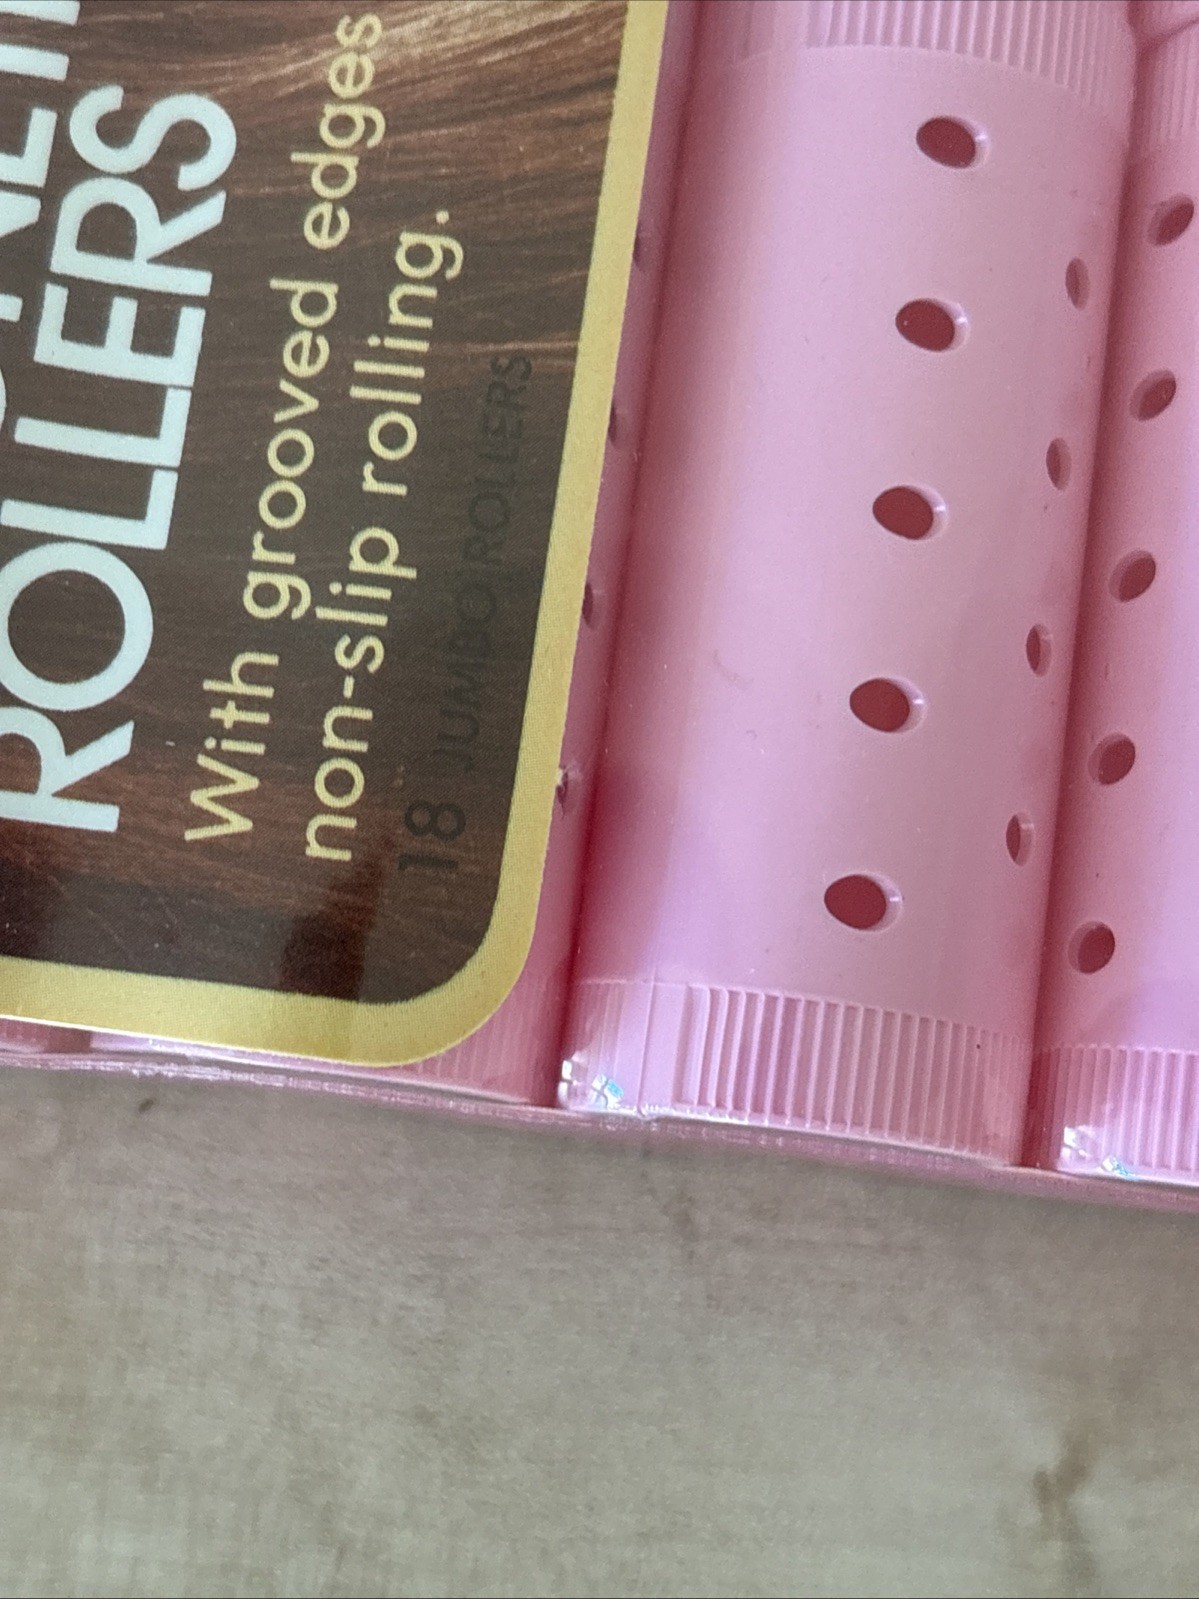 ROLLERS
With grooved edges
non-slip rolling.
18 JUMBO ROLLERS